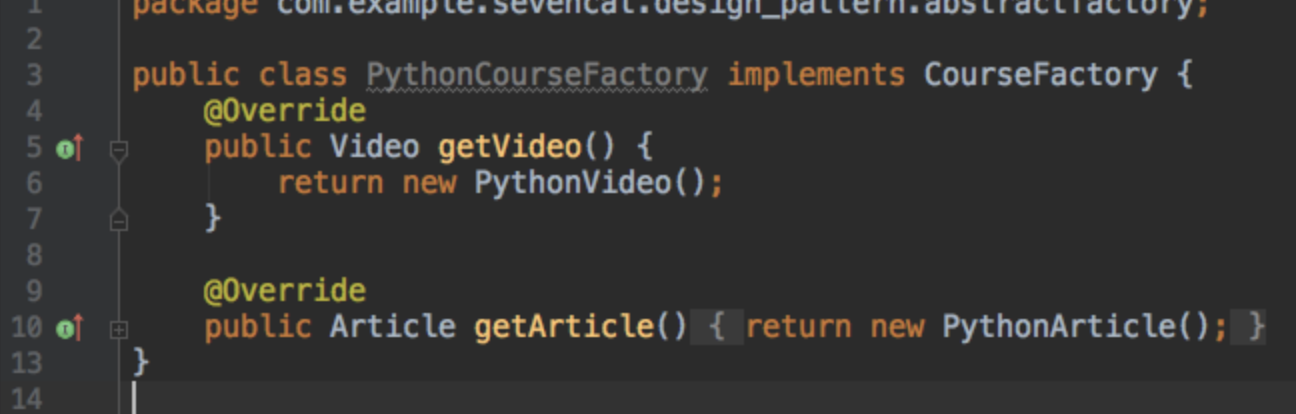 1 package com.example.sevencat.design_pattern.abstractfactory;
2
3 public class PythonCourseFactory implements CourseFactory {
4 @Override
5 public Video getVideo() {
6 return new PythonVideo();
7 }
8
9 @Override
10 public Article getArticle() { return new PythonArticle(); }
13 }
14